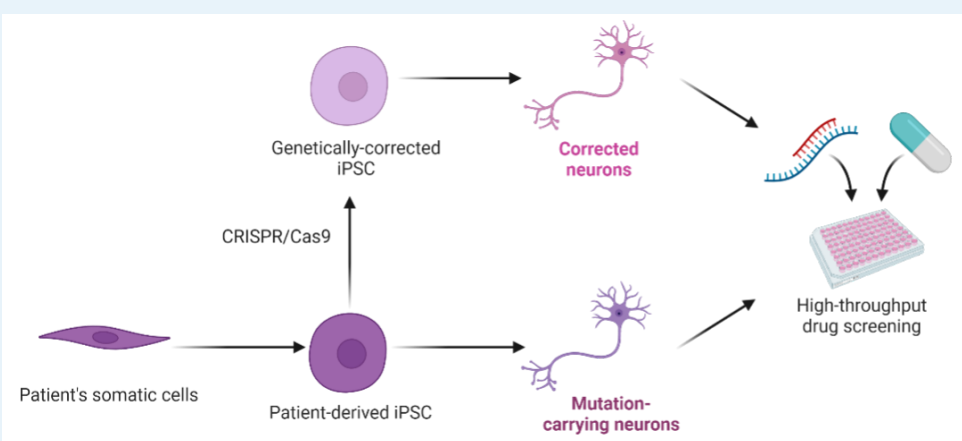 Genetically-corrected
iPSC
Corrected
neurons
CRISPR/Cas9
High-throughput
drug screening
Patient's somatic cells
Patient-derived iPSC
Mutation-
carrying neurons